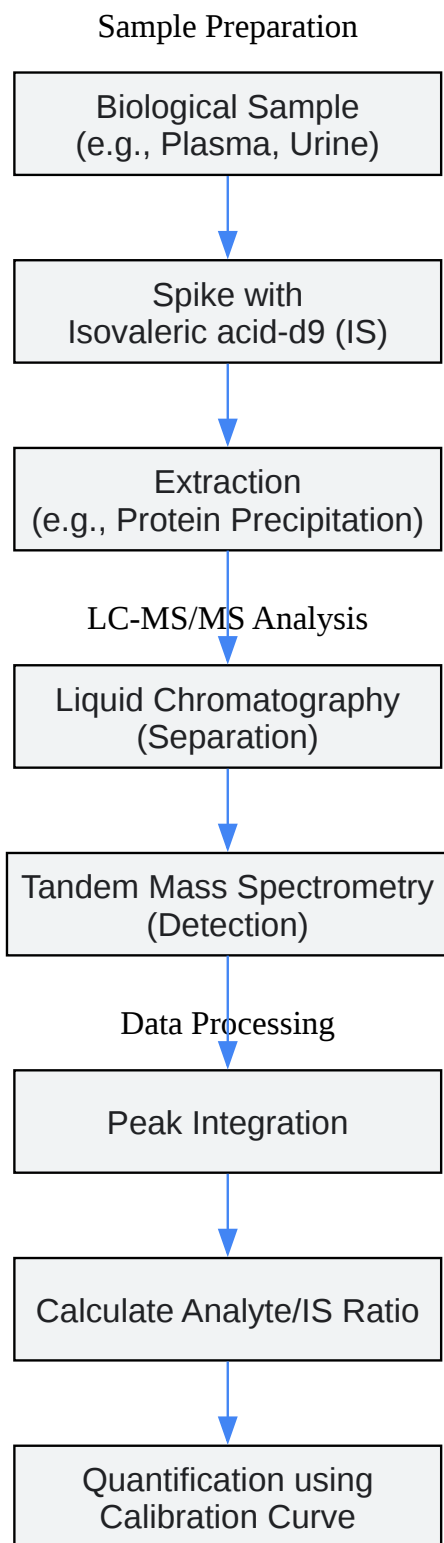 Sample Preparation
Biological Sample
(e.g., Plasma, Urine)
Spike with
Isovaleric acid-d9 (IS)
Extraction
(e.g., Protein Precipitation)
LC-MS/MS Analysis
Liquid Chromatography
(Separation)
Tandem Mass Spectrometry
(Detection)
Data Processing
Peak Integration
Calculate Analyte/IS Ratio
Quantification using
Calibration Curve